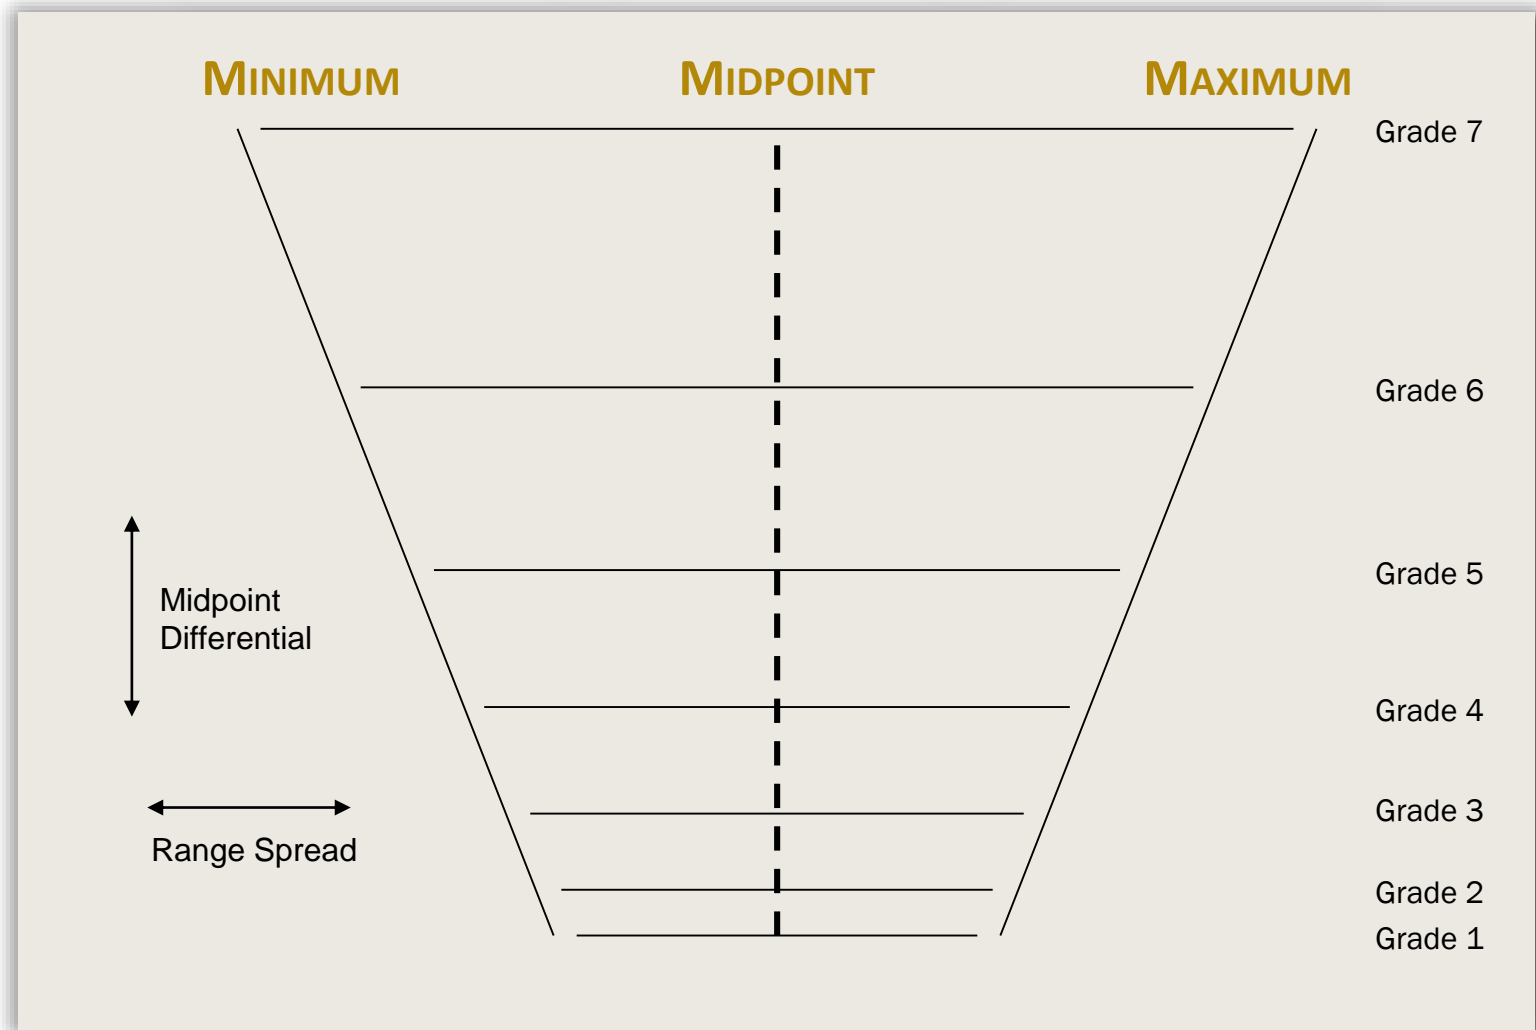 MINIMUM
MIDPOINT
MAXIMUM
Grade 7
Grade 6
Grade 5
Midpoint
Differential
Grade 4
Grade 3
Range Spread
Grade 2
Grade 1